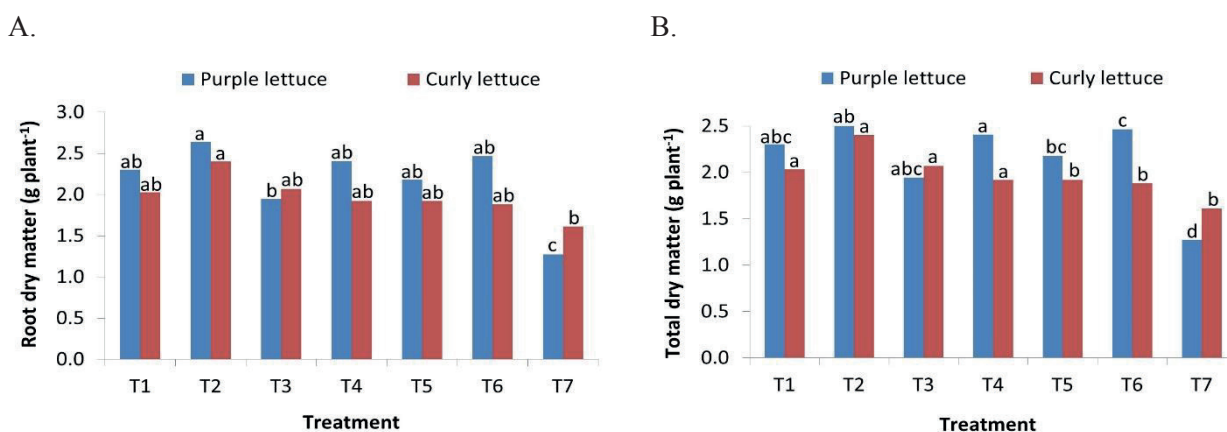 A.
Purple lettuce Curly lettuce
Root dry matter (g plant⁻¹)
3.0
2.5
2.0
1.5
1.0
0.5
0.0
ab ab
a a
b ab
ab ab
ab ab
ab ab
c b
T1 T2 T3 T4 T5 T6 T7
Treatment
B.
Purple lettuce Curly lettuce
Total dry matter (g plant⁻¹)
2.5
2.0
1.5
1.0
0.5
0.0
abc a
ab a
abc a
a a
bc b
c b
d b
T1 T2 T3 T4 T5 T6 T7
Treatment